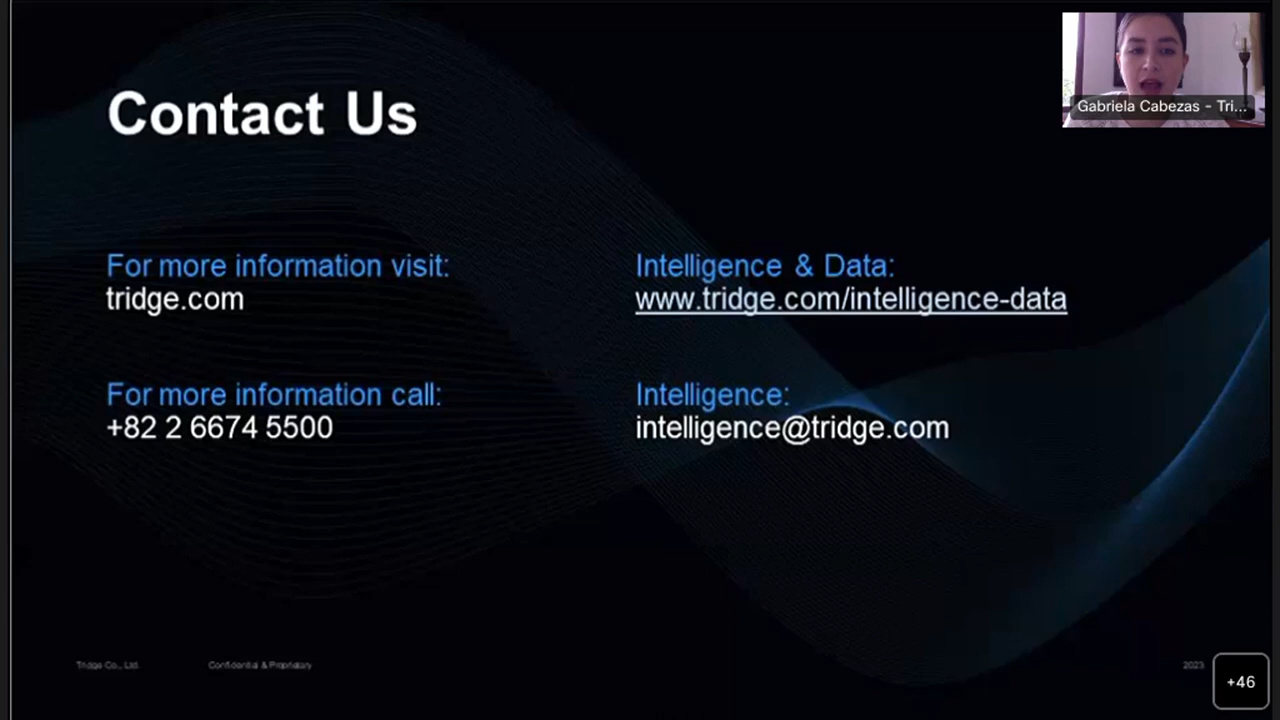 Contact Us
Gabriela Cabezas - Tri...
For more information visit:
tridge.com
Intelligence & Data:
www.tridge.com/intelligence-data
For more information call:
+82 2 6674 5500
Intelligence:
intelligence@tridge.com
Tridge Co., Ltd.
Confidential & Proprietary
2023
+46